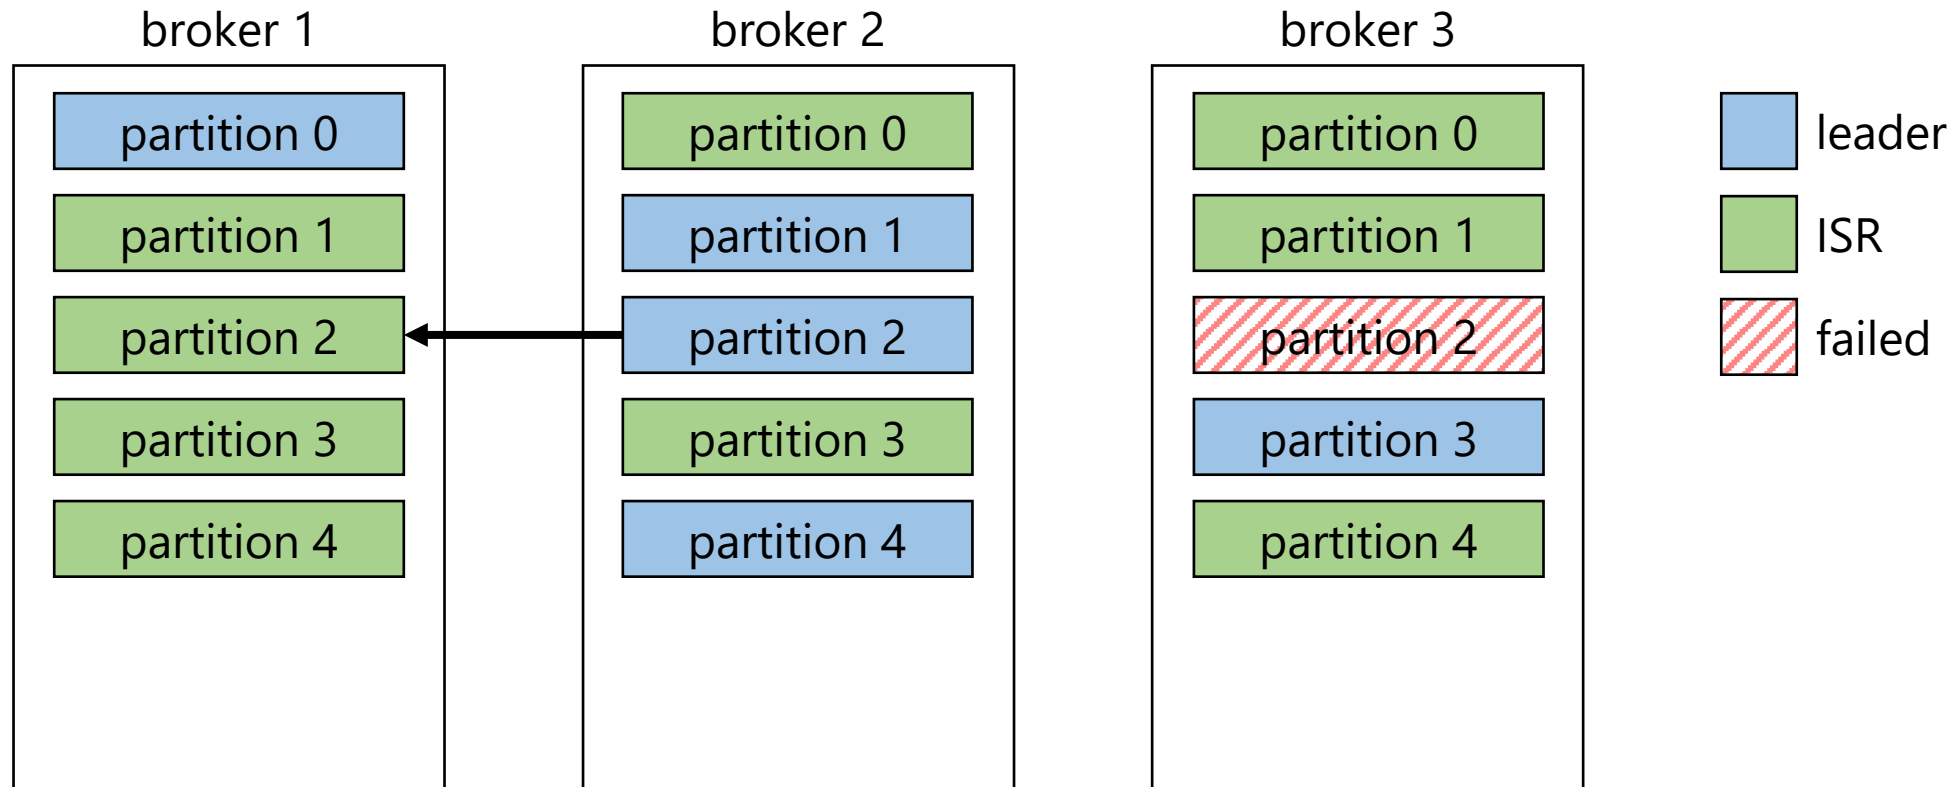 broker 1
partition 0
partition 1
partition 2
partition 3
partition 4
broker 2
partition 0
partition 1
partition 2
partition 3
partition 4
broker 3
partition 0
partition 1
partition 2
partition 3
partition 4
leader
ISR
failed